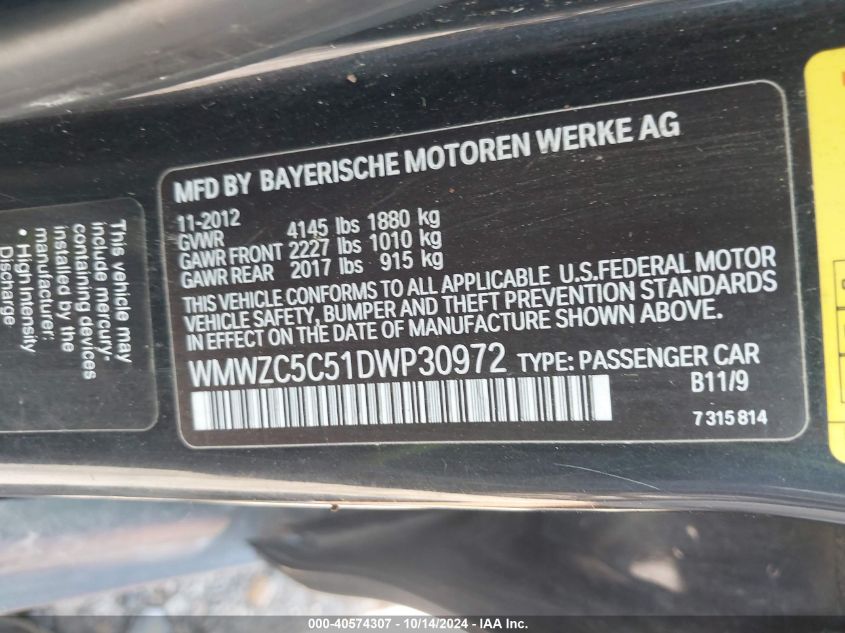 MFD BY BAYERISCHE MOTOREN WERKE AG
11-2012
GVWR 4145 lbs 1880 kg
GAWR FRONT 2227 lbs 1010 kg
GAWR REAR 2017 lbs 915 kg
THIS VEHICLE CONFORMS TO ALL APPLICABLE U.S.FEDERAL MOTOR
VEHICLE SAFETY, BUMPER AND THEFT PREVENTION STANDARDS
IN EFFECT ON THE DATE OF MANUFACTURE SHOWN ABOVE.
WMWZC5C51DWP30972 TYPE: PASSENGER CAR
B11/9
7 315 814
This vehicle may
include mercury-
containing devices
installed by the
manufacturer:
• High Intensity
Discharge
000-40574307 - 10/14/2024 - IAA, Inc.